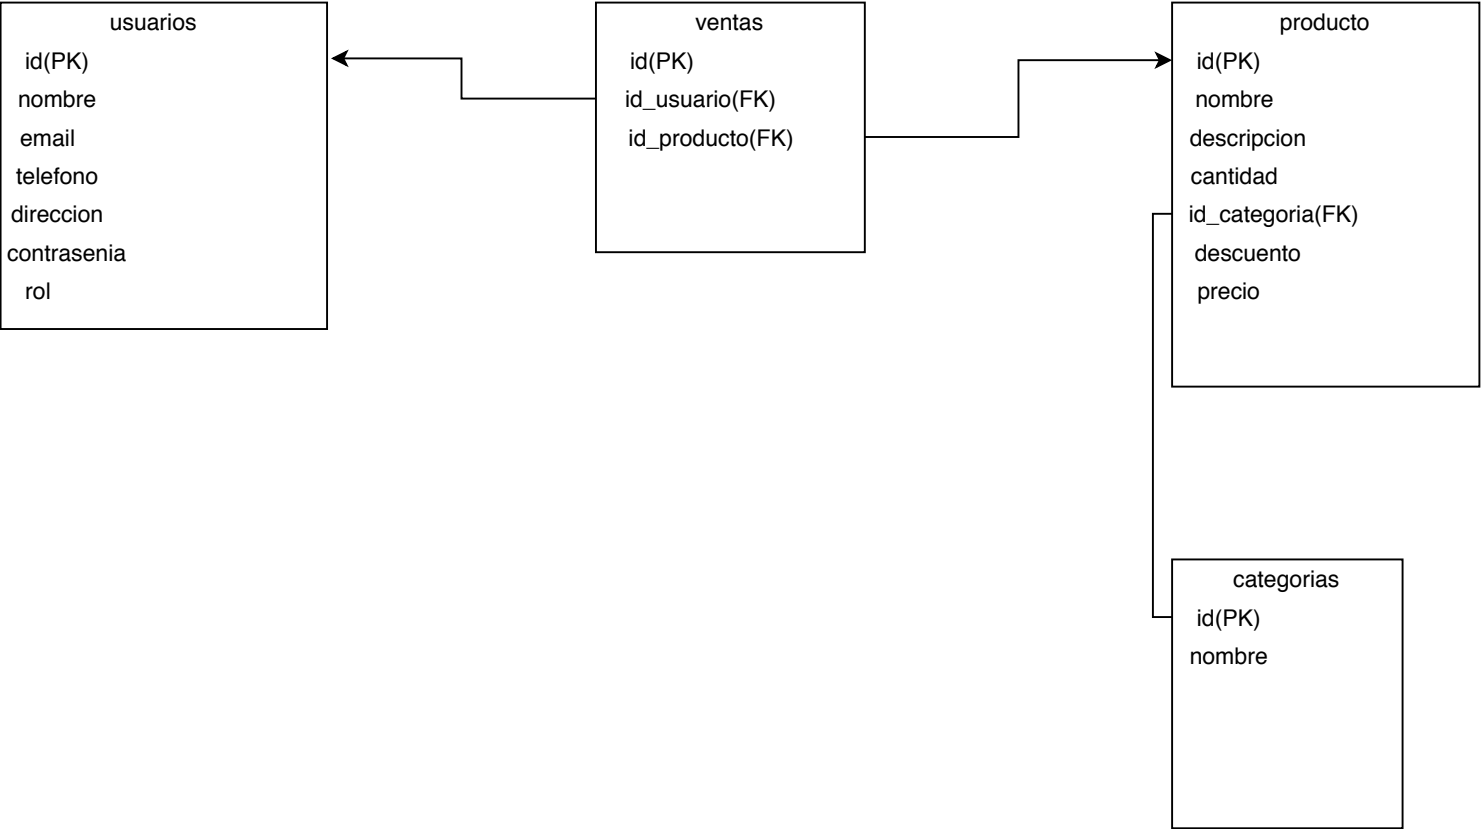 usuarios
id(PK)
nombre
email
telefono
direccion
contrasenia
rol
ventas
id(PK)
id_usuario(FK)
id_producto(FK)
producto
id(PK)
nombre
descripcion
cantidad
id_categoria(FK)
descuento
precio
categorias
id(PK)
nombre